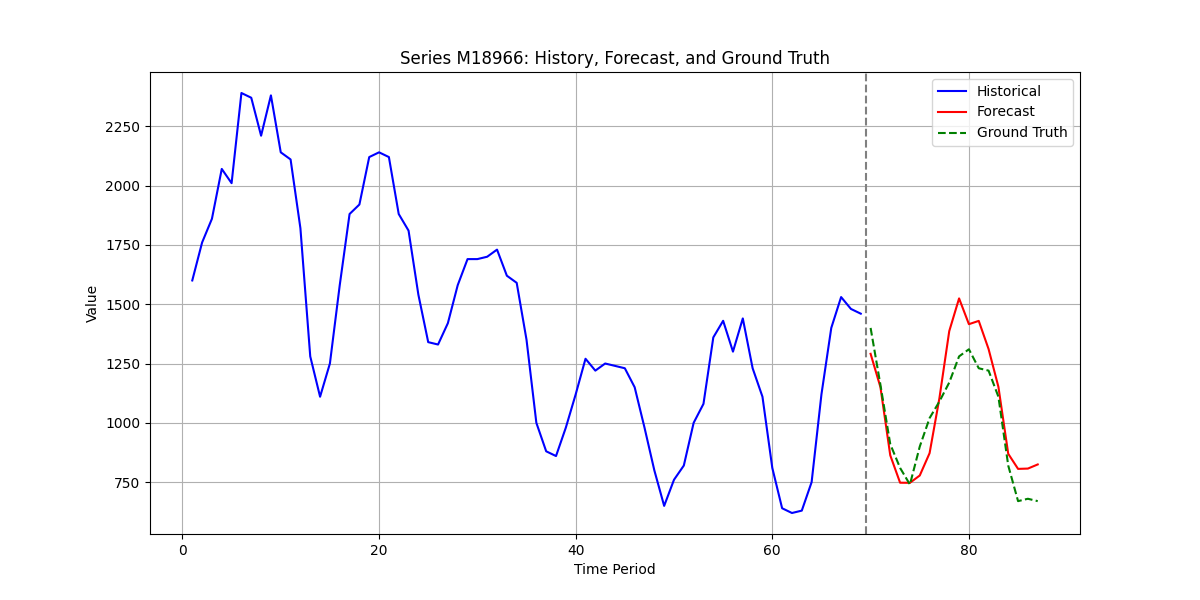 Series M18966: History, Forecast, and Ground Truth
Historical
Forecast
Ground Truth
Value
2250
2000
1750
1500
1250
1000
750
0 20 40 60 80
Time Period